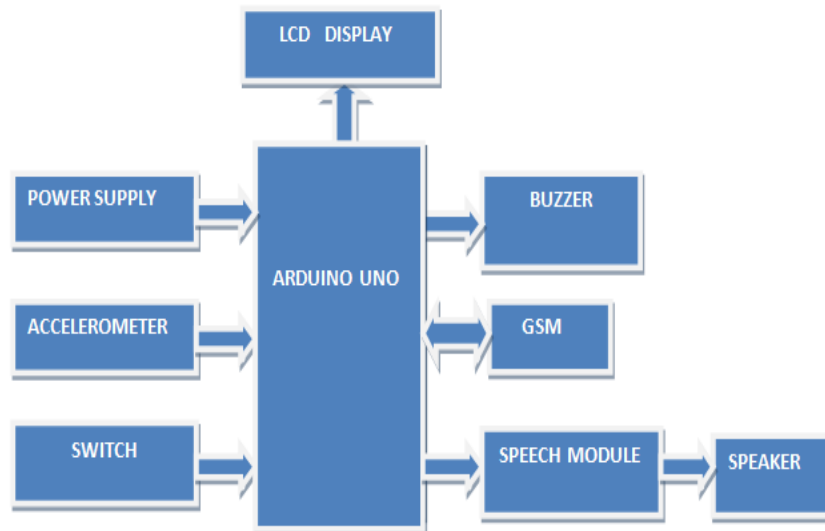 LCD DISPLAY
POWER SUPPLY
BUZZER
ARDUINO UNO
ACCELEROMETER
GSM
SWITCH
SPEECH MODULE
SPEAKER